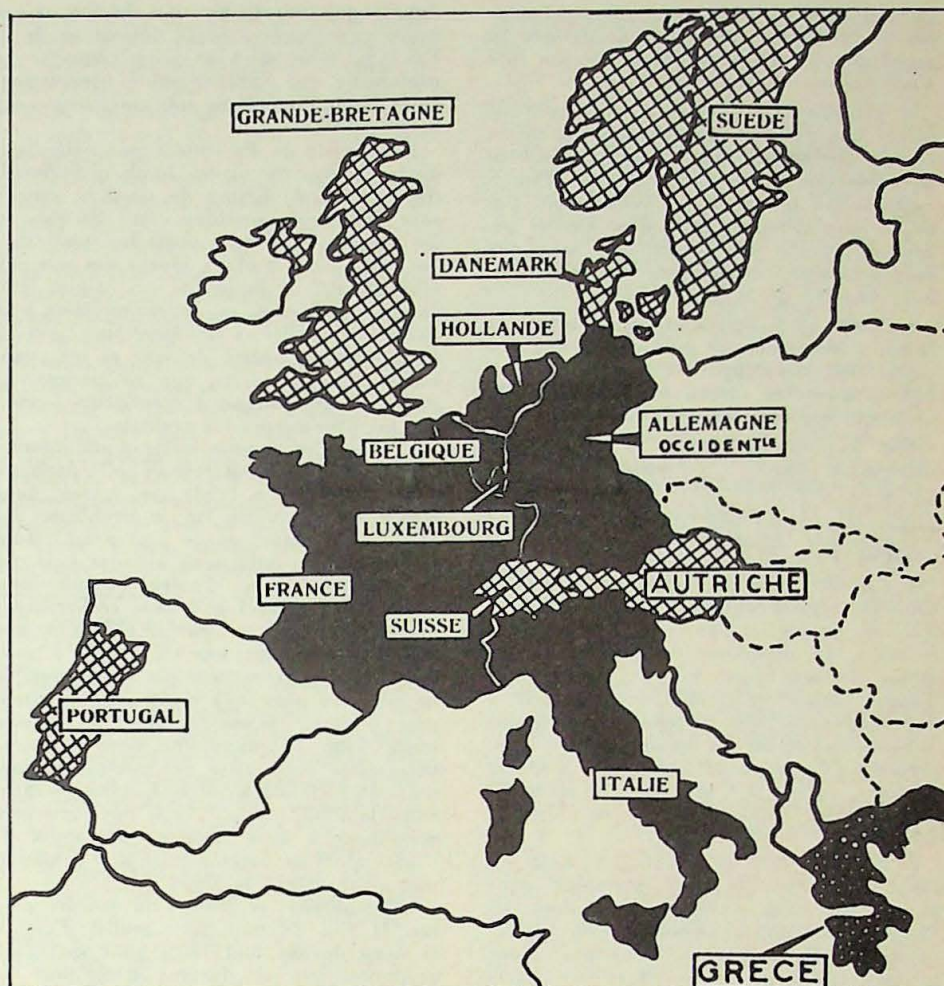 GRANDE-BRETAGNE
SUEDE
DANEMARK
HOLLANDE
ALLEMAGNE
OCCIDENTLE
BELGIQUE
LUXEMBOURG
FRANCE
AUTRICHE
SUISSE
PORTUGAL
ITALIE
GRECE